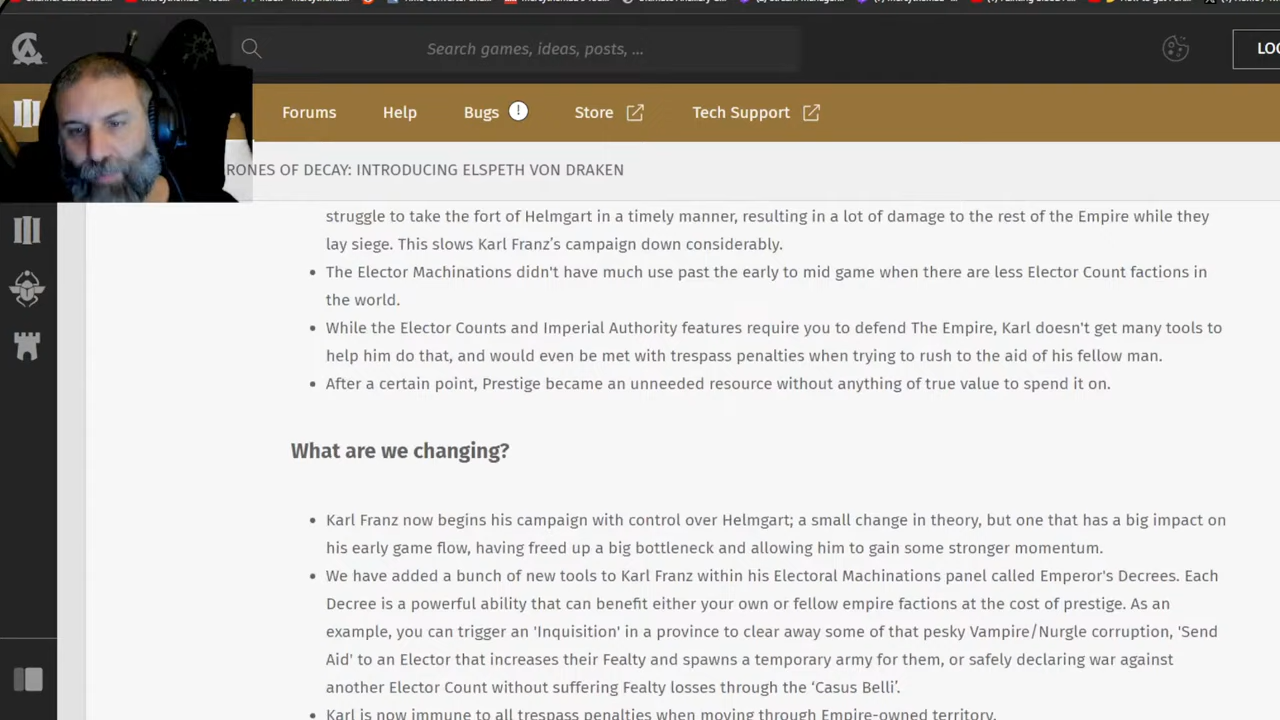 Search games, ideas, posts, ...
Forums
Help
Bugs
Store
Tech Support
RONES OF DECAY: INTRODUCING ELSPETH VON DRAKEN
struggle to take the fort of Helmgart in a timely manner, resulting in a lot of damage to the rest of the Empire while they
lay siege. This slows Karl Franz’s campaign down considerably.
The Elector Machinations didn't have much use past the early to mid game when there are less Elector Count factions in
the world.
While the Elector Counts and Imperial Authority features require you to defend The Empire, Karl doesn't get many tools to
help him do that, and would even be met with trespass penalties when trying to rush to the aid of his fellow man.
After a certain point, Prestige became an unneeded resource without anything of true value to spend it on.
What are we changing?
Karl Franz now begins his campaign with control over Helmgart; a small change in theory, but one that has a big impact on
his early game flow, having freed up a big bottleneck and allowing him to gain some stronger momentum.
We have added a bunch of new tools to Karl Franz within his Electoral Machinations panel called Emperor's Decrees. Each
Decree is a powerful ability that can benefit either your own or fellow empire factions at the cost of prestige. As an
example, you can trigger an 'Inquisition' in a province to clear away some of that pesky Vampire/Nurgle corruption, 'Send
Aid' to an Elector that increases their Fealty and spawns a temporary army for them, or safely declaring war against
another Elector Count without suffering Fealty losses through the ‘Casus Belli’.
Karl is now immune to all trespass penalties when moving through Empire-owned territory.